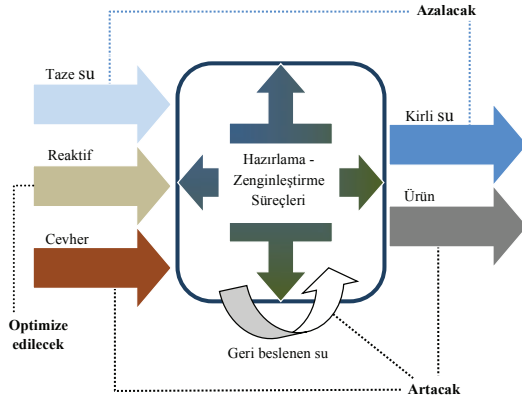 Azalacak
Taze su
Kirli su
Reaktif
Hazırlama -
Zenginleştirme
Süreçleri
Ürün
Cevher
Optimize
edilecek
Geri beslenen su
Artacak